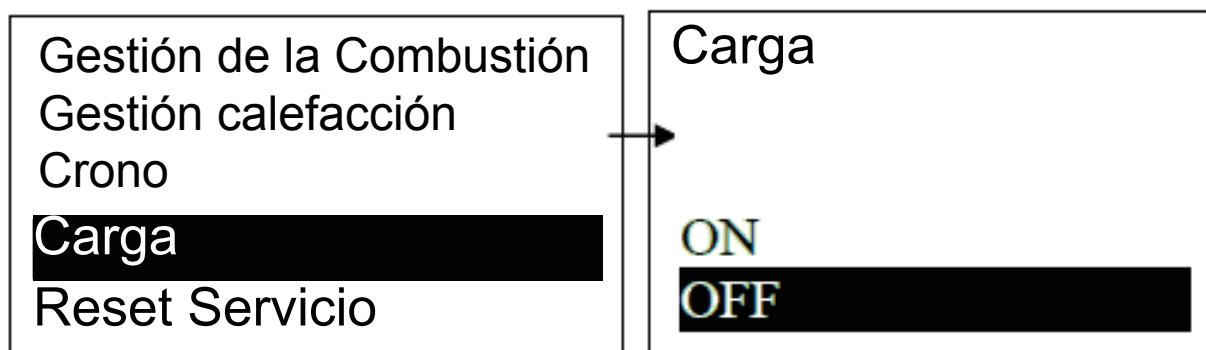 Gestión de la Combustión
Gestión calefacción
Crono
Carga
Reset Servicio
Carga
ON
OFF